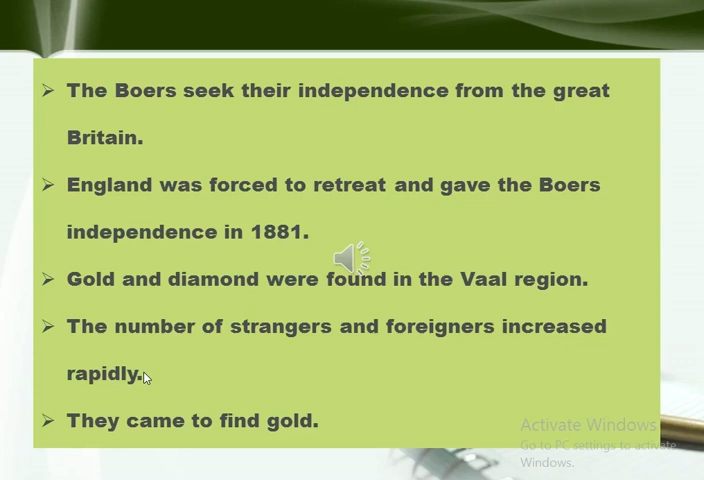 The Boers seek their independence from the great
Britain.
England was forced to retreat and gave the Boers
independence in 1881.
Gold and diamond were found in the Vaal region.
The number of strangers and foreigners increased
rapidly.
They came to find gold.
Activate Windows
Go to PC settings to activate
Windows.